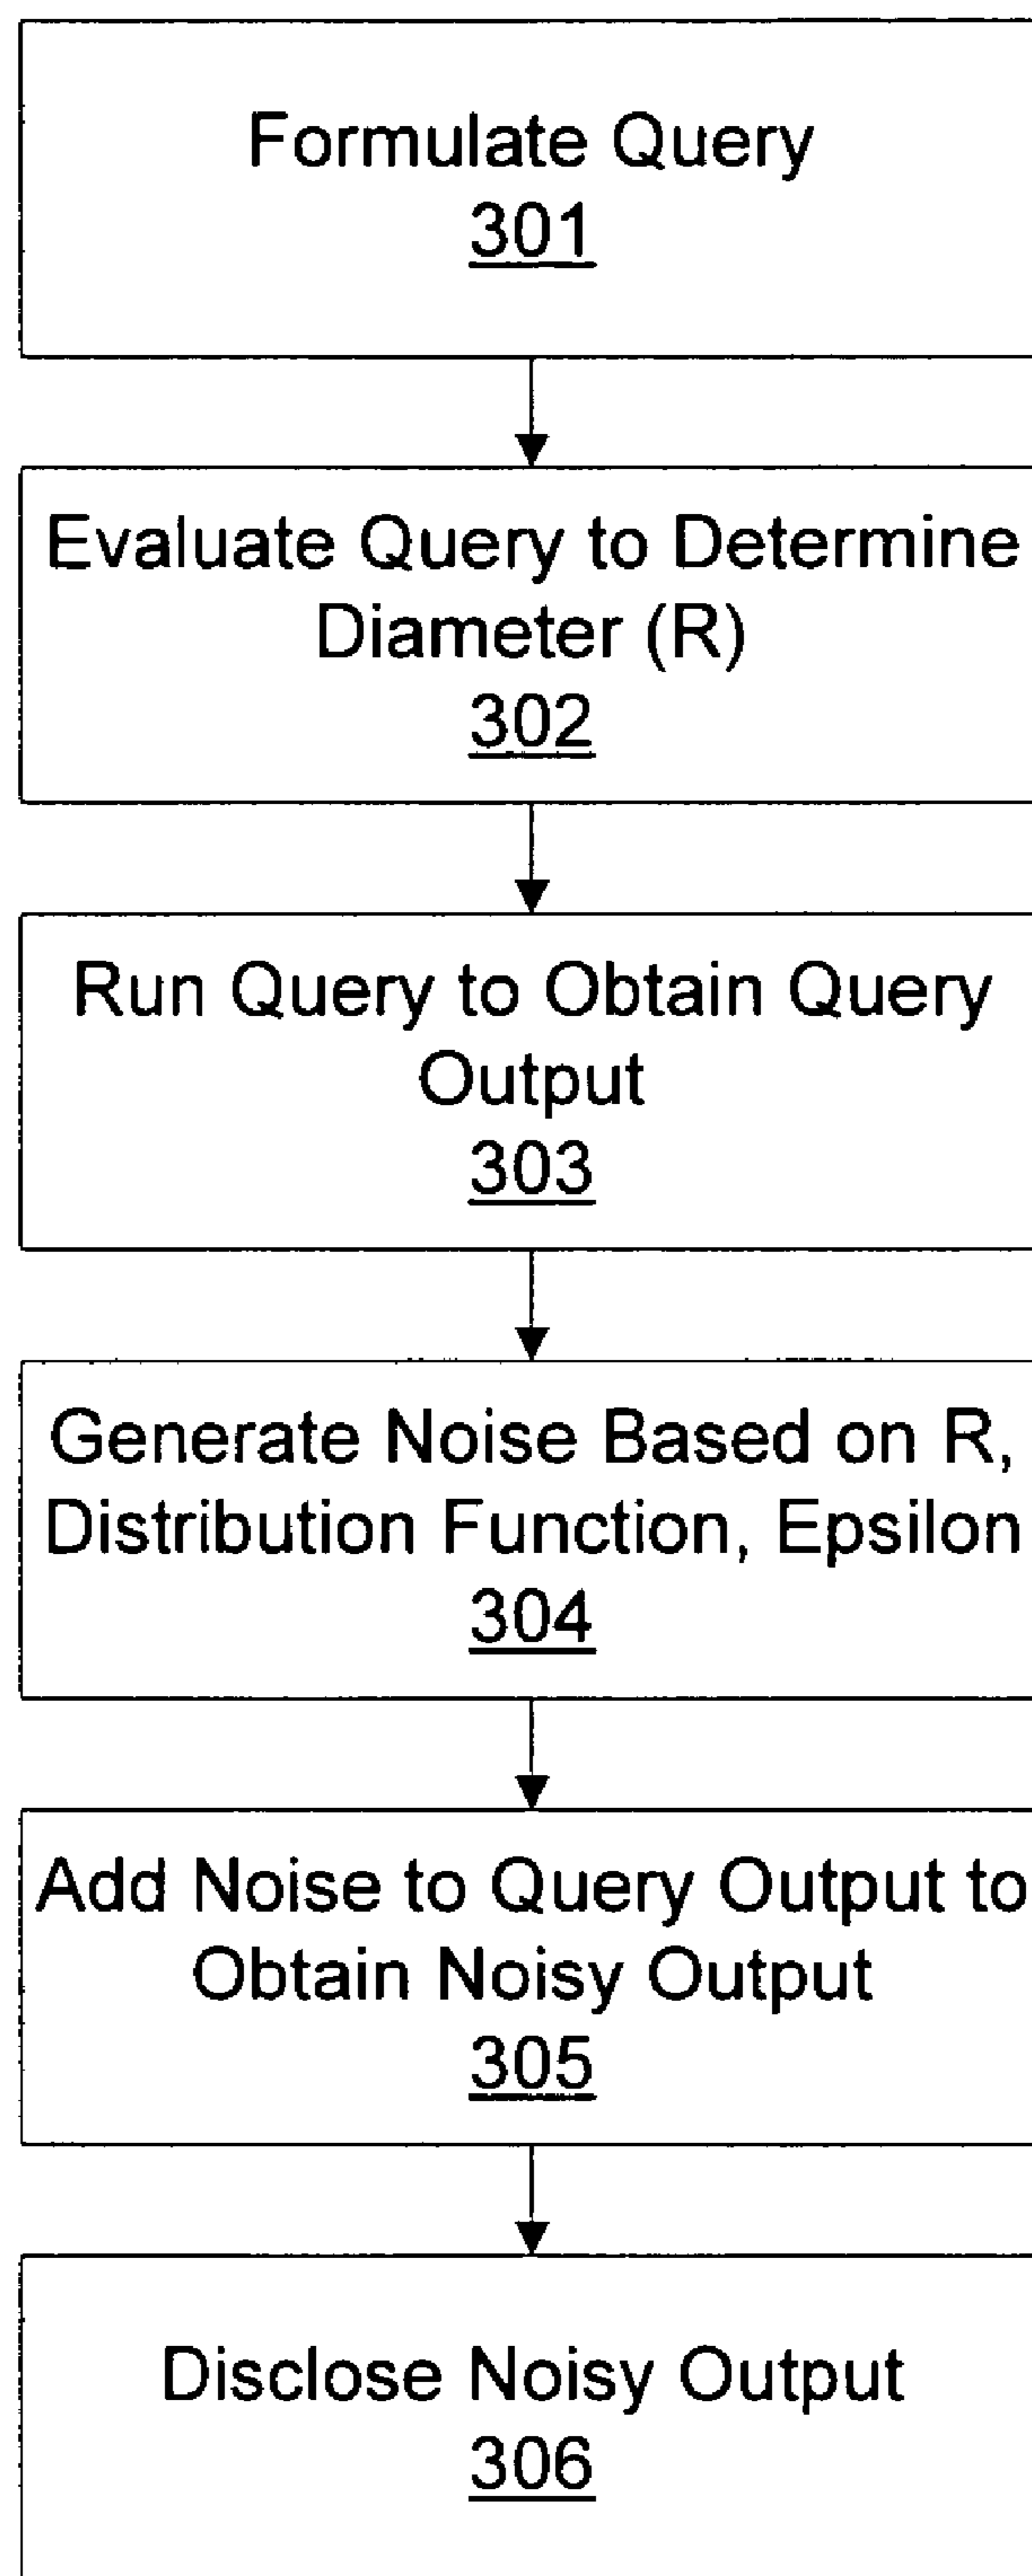 Formulate Query
301
Evaluate Query to Determine
Diameter (R)
302
Run Query to Obtain Query
Output
303
Generate Noise Based on R,
Distribution Function, Epsilon
304
Add Noise to Query Output to
Obtain Noisy Output
305
Disclose Noisy Output
306